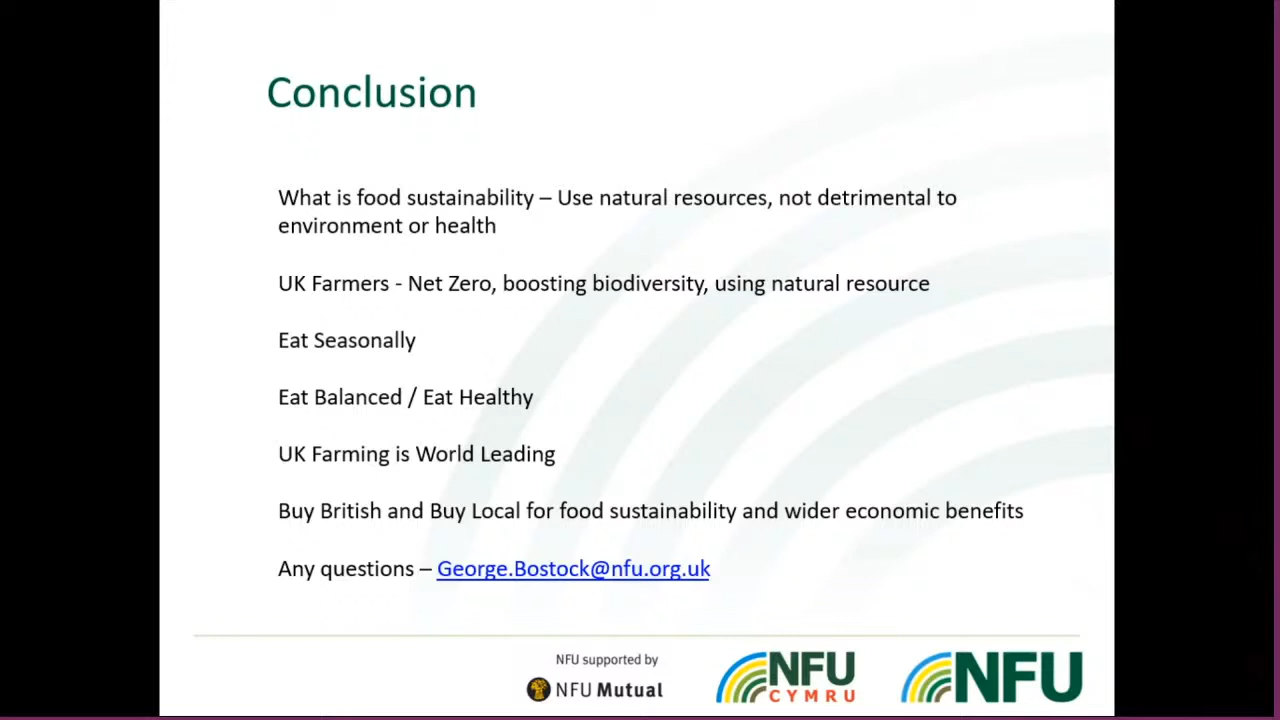 Conclusion
What is food sustainability – Use natural resources, not detrimental to
environment or health
UK Farmers - Net Zero, boosting biodiversity, using natural resource
Eat Seasonally
Eat Balanced / Eat Healthy
UK Farming is World Leading
Buy British and Buy Local for food sustainability and wider economic benefits
Any questions – George.Bostock@nfu.org.uk
NFU supported by
NFU Mutual
NFU
CYMRU
NFU